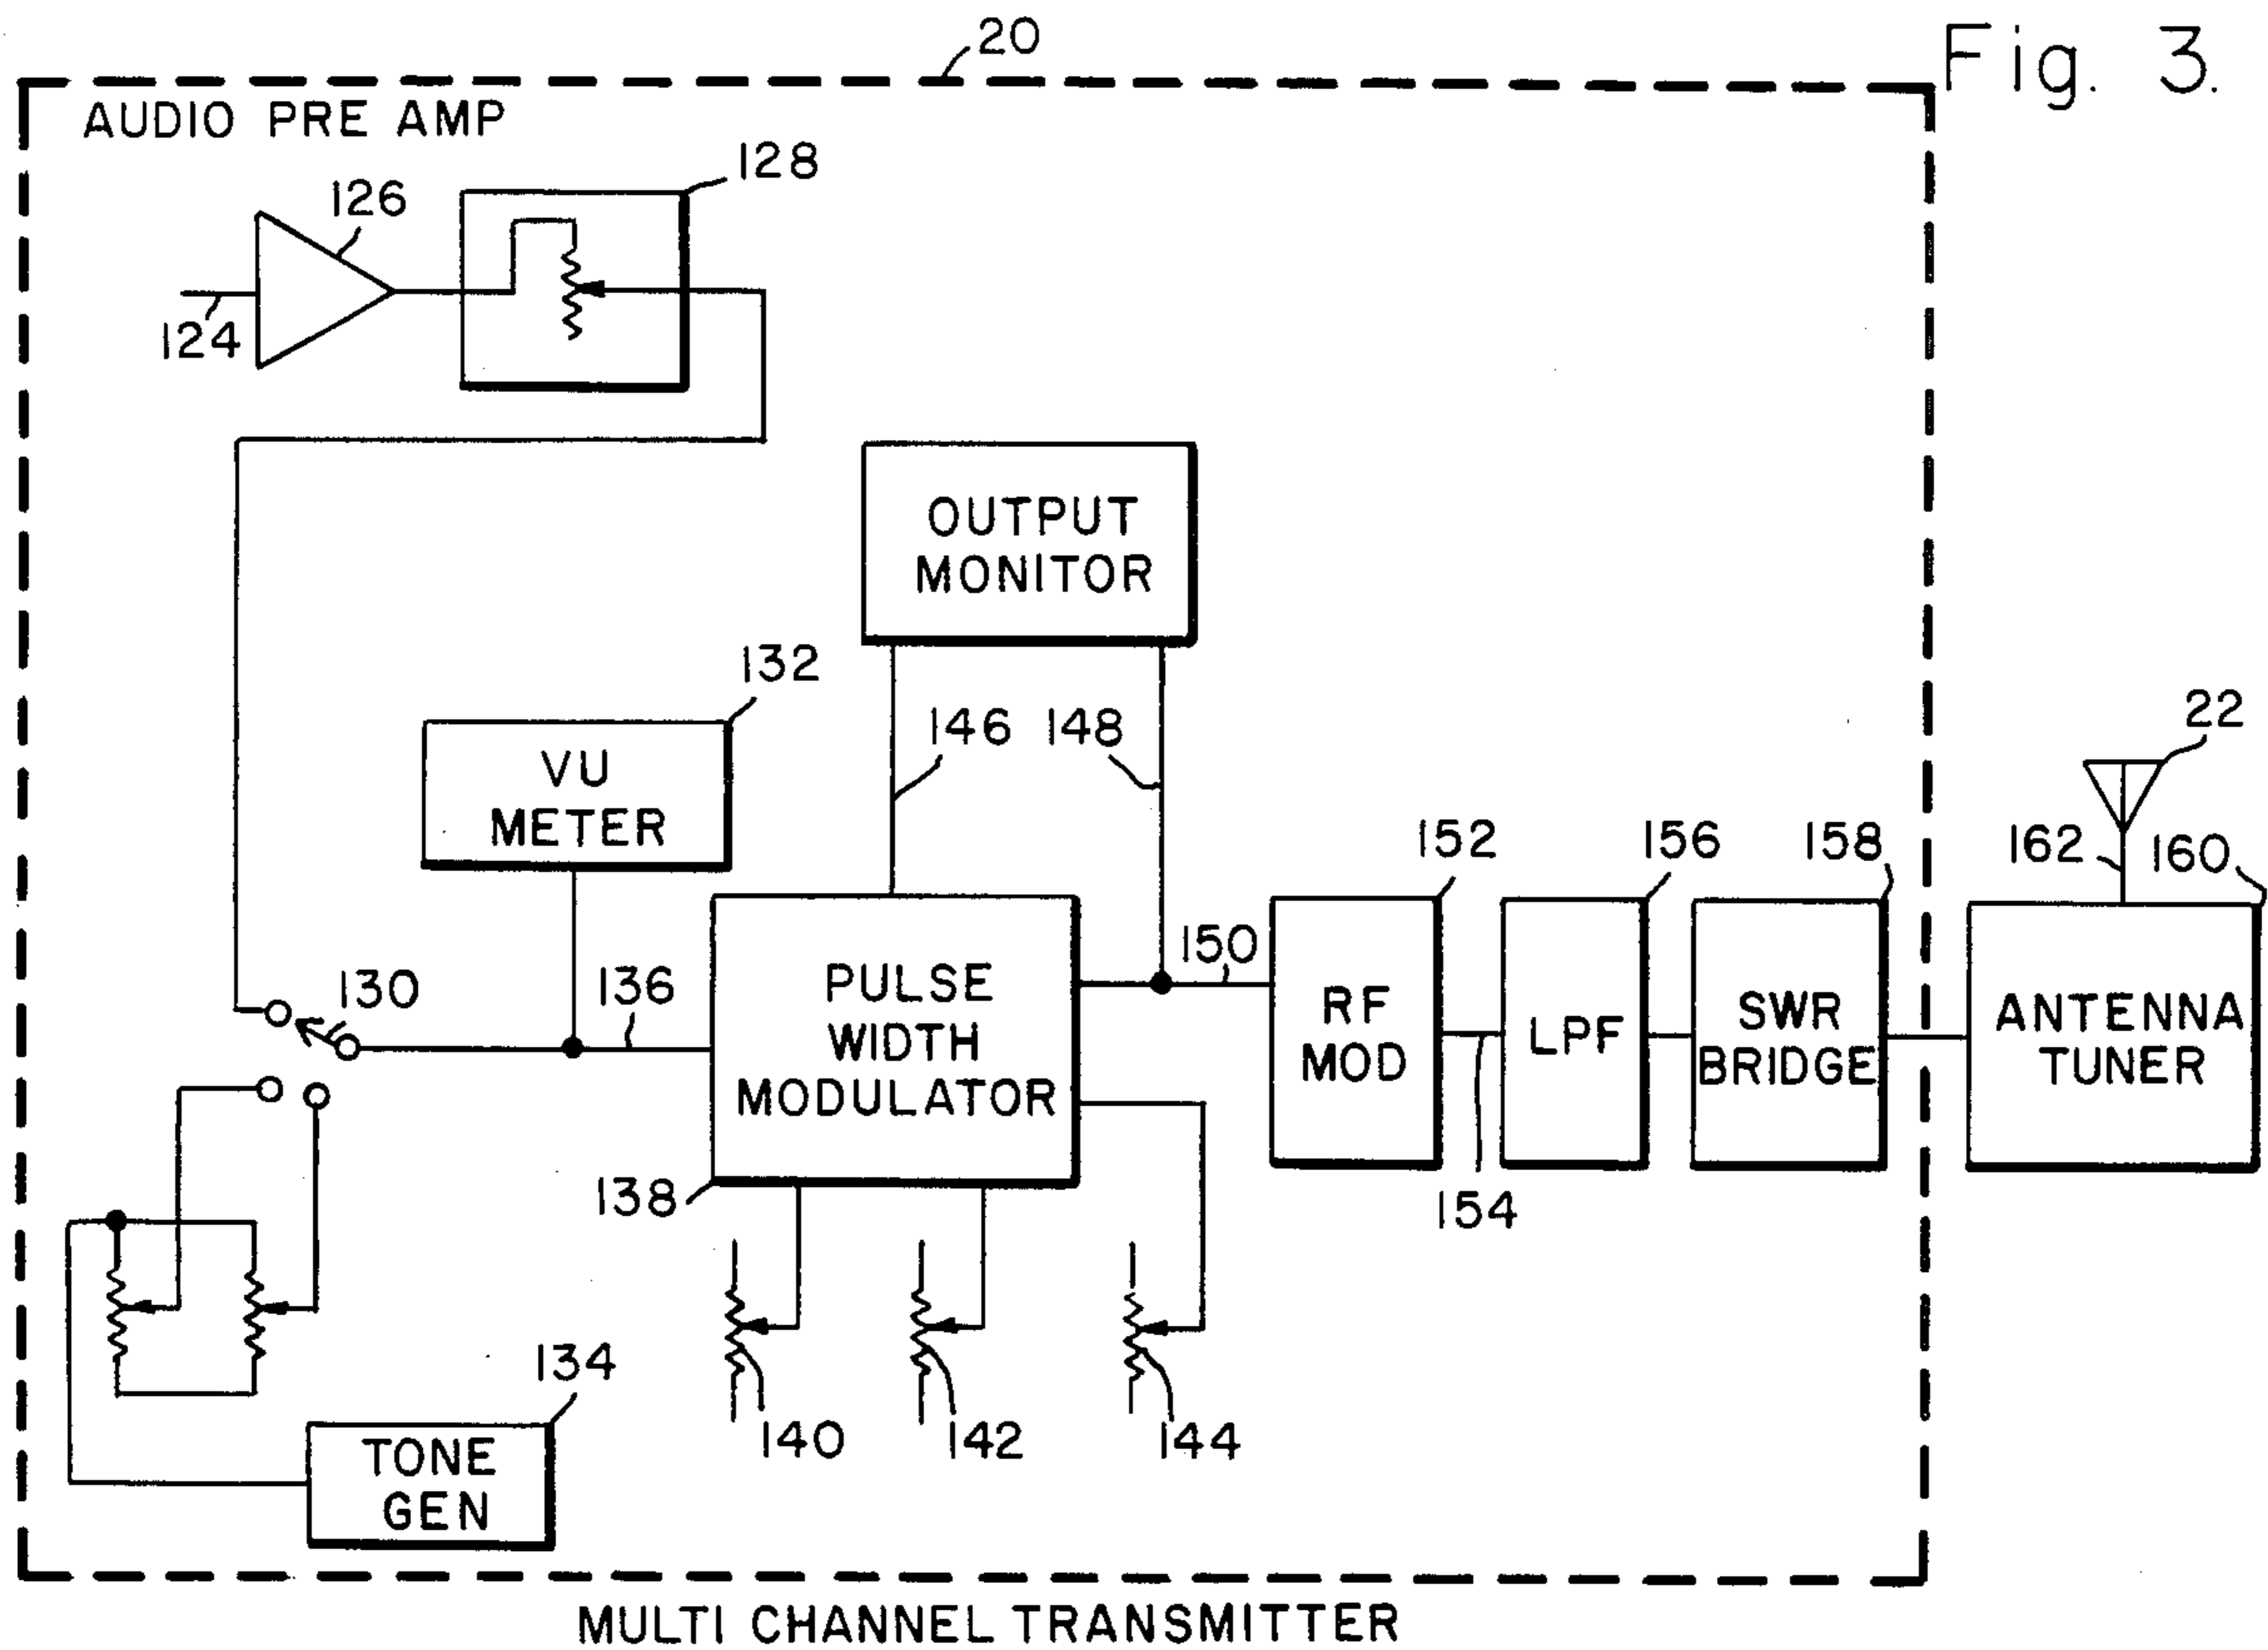 20
Fig. 3.
AUDIO PRE AMP
128
126
124
OUTPUT
MONITOR
132
VU
METER
146
148
22
152
156
158
162
160
130
136
150
PULSE
WIDTH
MODULATOR
RF
MOD
LPF
SWR
BRIDGE
ANTENNA
TUNER
138
154
134
140
142
144
TONE
GEN
MULTI CHANNEL TRANSMITTER